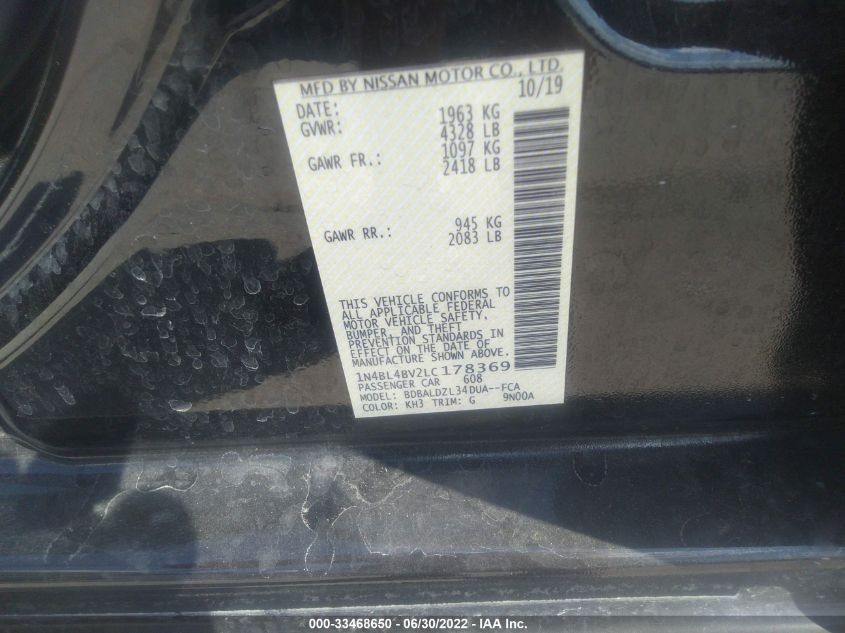 MFD BY NISSAN MOTOR CO., LTD.
DATE: 10/19
GVWR: 1963 KG
4328 LB
GAWR FR.: 1097 KG
2418 LB
GAWR RR.: 945 KG
2083 LB
THIS VEHICLE CONFORMS TO
ALL APPLICABLE FEDERAL
MOTOR VEHICLE SAFETY,
BUMPER, AND THEFT
PREVENTION STANDARDS IN
EFFECT ON THE DATE OF
MANUFACTURE SHOWN ABOVE.
1N4BL4BV2LC178369
PASSENGER CAR 608
MODEL: BDBALDZL34DUA--FCA
COLOR: KH3 TRIM: G 9N00A
000-33468650 - 06/30/2022 - IAA Inc.